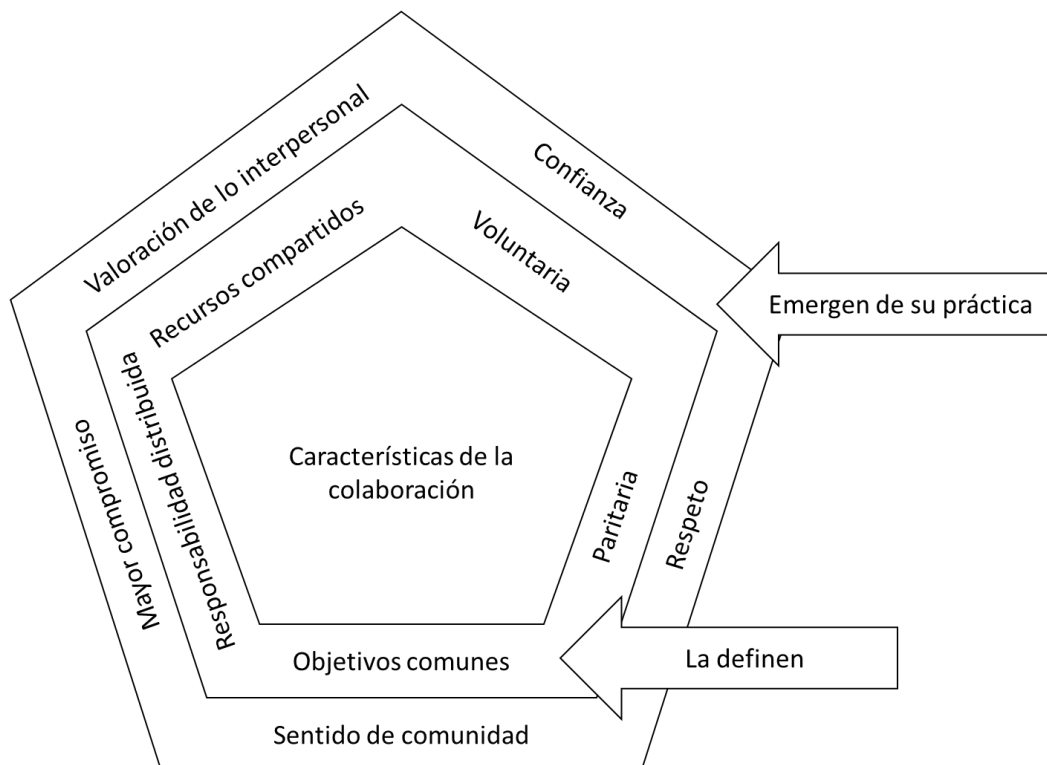 Valoración de lo interpersonal
Confianza
Recursos compartidos
Voluntaria
Emergen de su práctica
Características de la
colaboración
Responsabilidad distribuida
Mayor compromiso
Paritaria
Respeto
Objetivos comunes
La definen
Sentido de comunidad